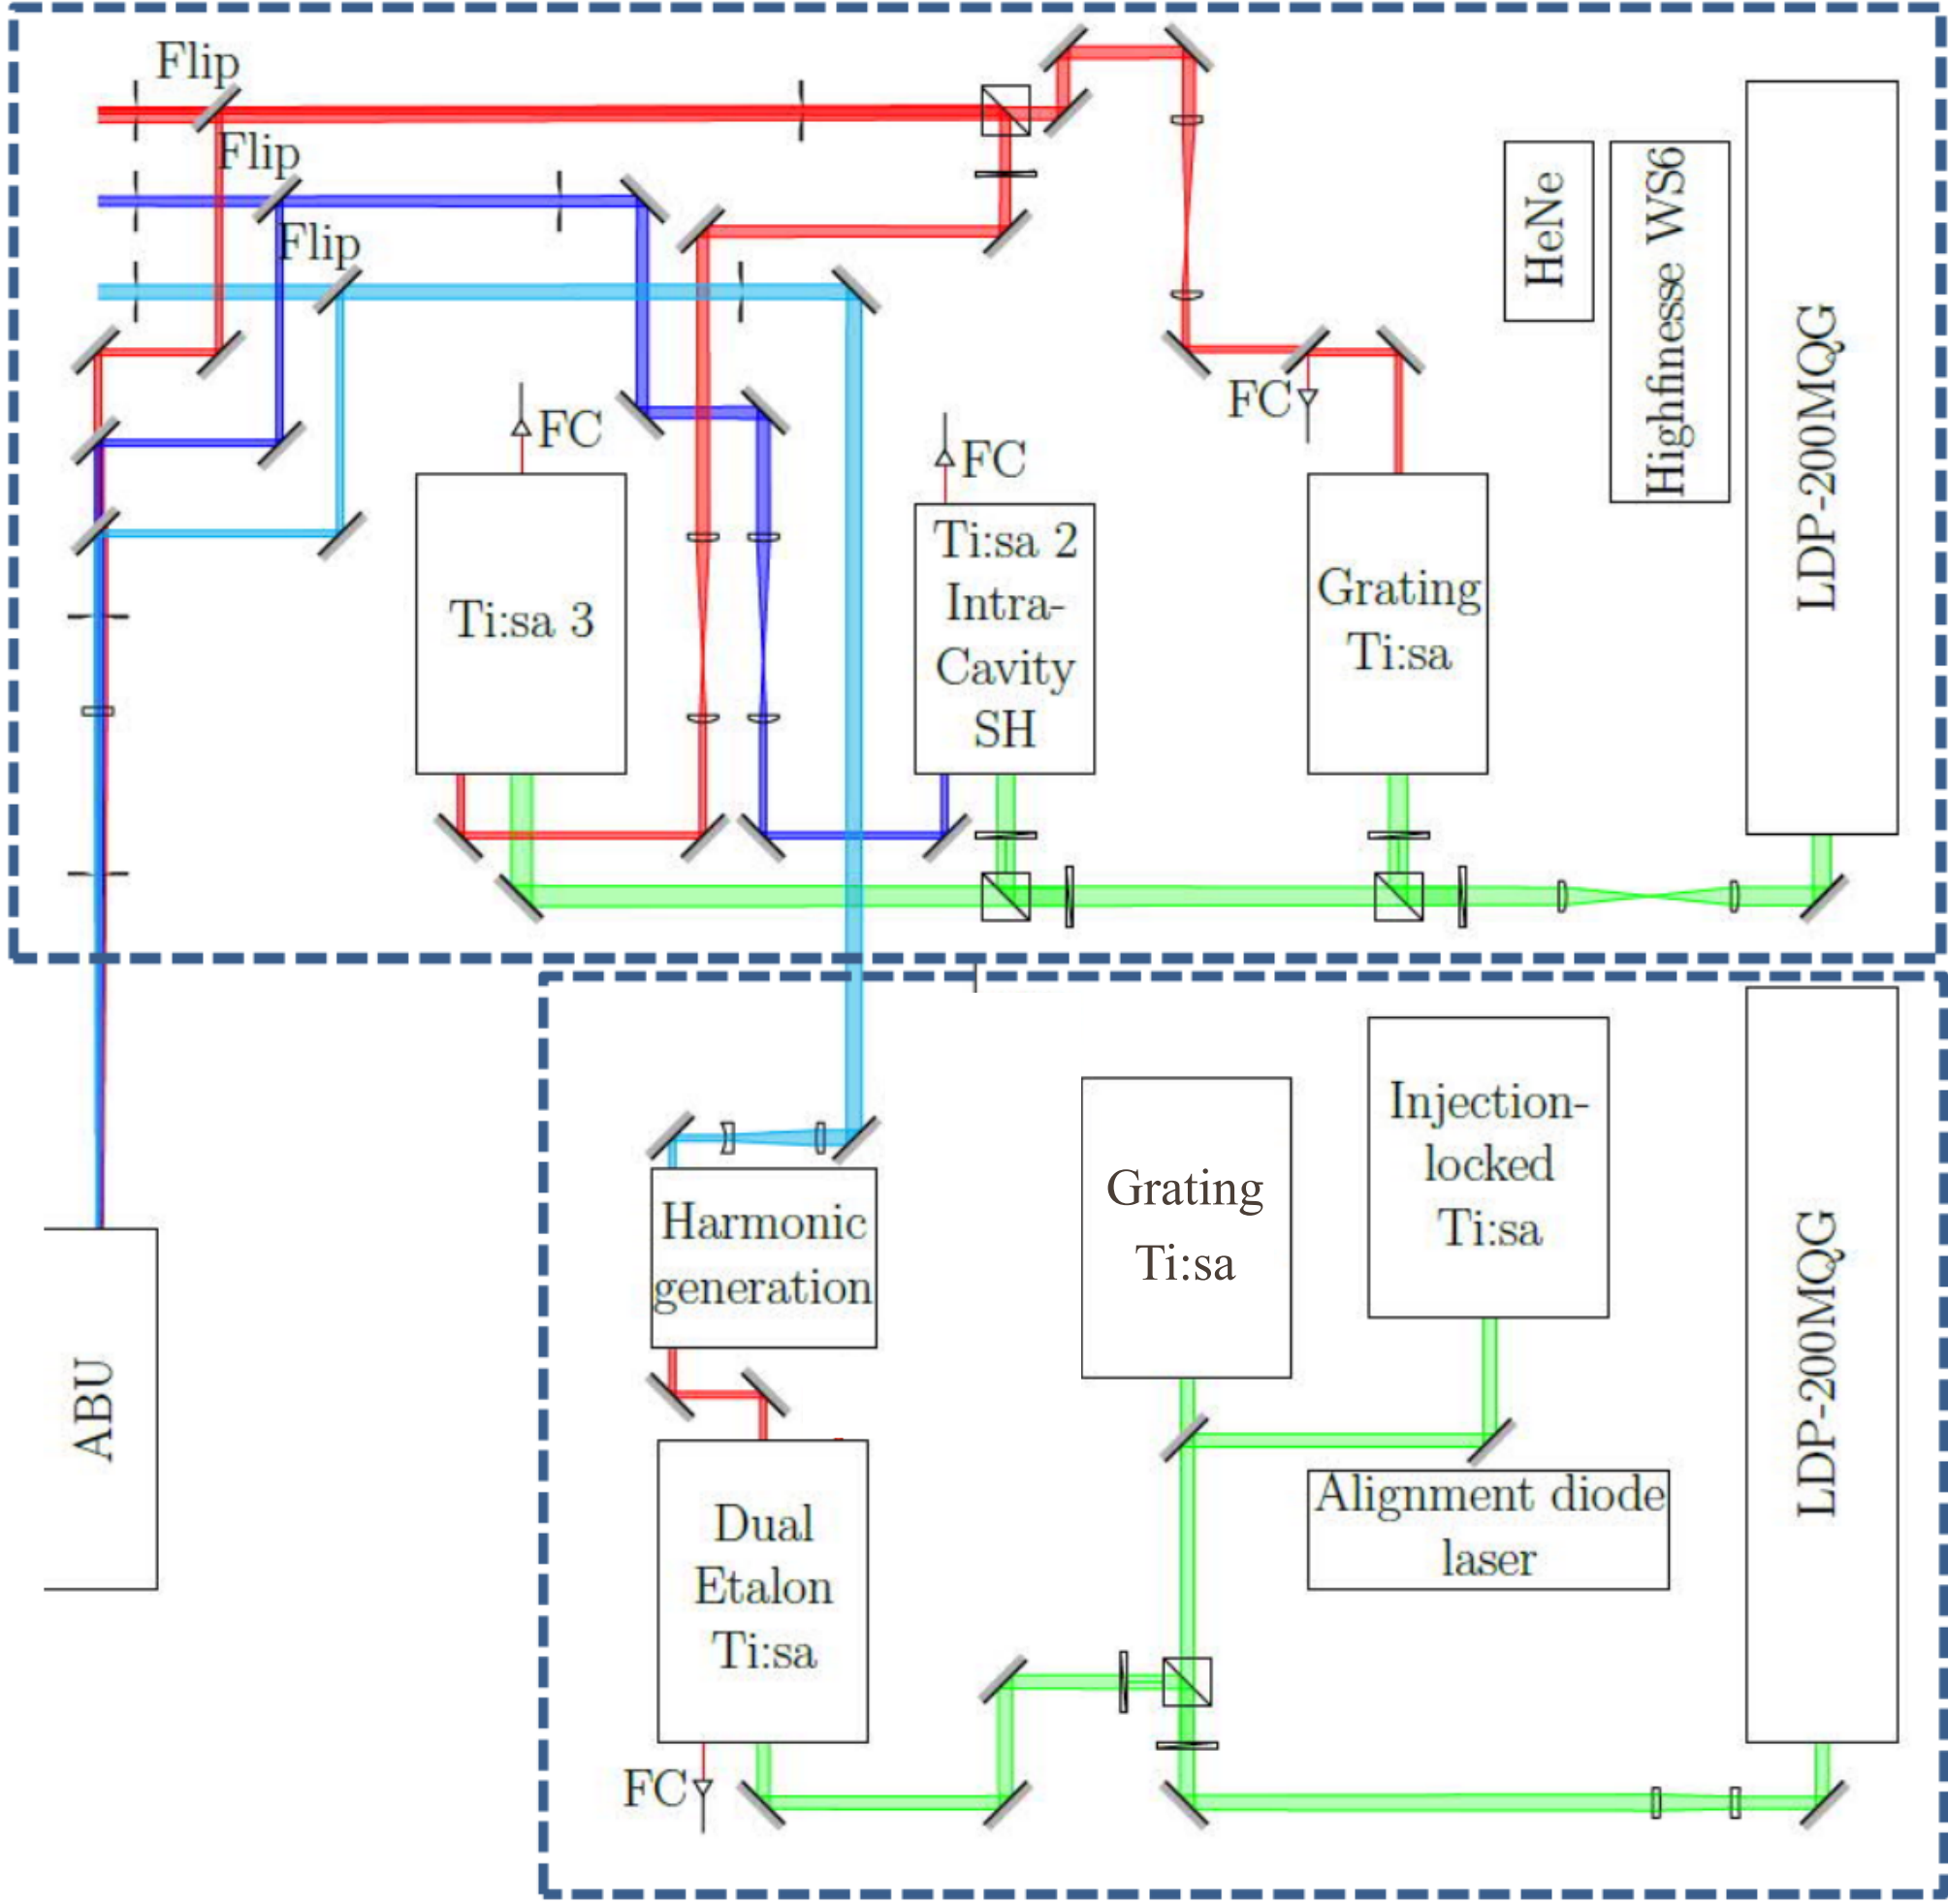 Flip
Flip
Flip
FC
FC
FC
HeNe
Highfinesse WS6
LDP-200MQG
Ti:sa 3
Ti:sa 2
Intra-
Cavity
SH
Grating
Ti:sa
Harmonic
generation
Grating
Ti:sa
Injection-
locked
Ti:sa
LDP-200MQG
ABU
Dual
Etalon
Ti:sa
Alignment diode
laser
FC